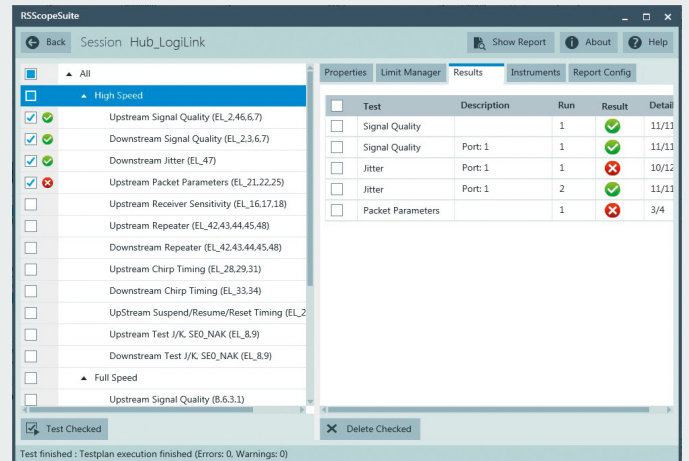 RSScopeSuite
Back Session Hub_LogiLink Show Report About Help
All
High Speed
Upstream Signal Quality (EL_2,46,6,7)
Downstream Signal Quality (EL_2,3,6,7)
Downstream Jitter (EL_47)
Upstream Packet Parameters (EL_21,22,25)
Upstream Receiver Sensitivity (EL_16,17,18)
Upstream Repeater (EL_42,43,44,45,48)
Downstream Repeater (EL_42,43,44,45,48)
Upstream Chirp Timing (EL_28,29,31)
Downstream Chirp Timing (EL_33,34)
UpStream Suspend/Resume/Reset Timing (EL_2
Upstream Test J/K, SE0_NAK (EL_8,9)
Downstream Test J/K, SE0_NAK (EL_8,9)
Full Speed
Upstream Signal Quality (B.6.3.1)
Test Checked
Properties Limit Manager Results Instruments Report Config
Test Description Run Result Detail
Signal Quality 1 11/11
Signal Quality Port: 1 1 11/11
Jitter Port: 1 1 10/12
Jitter Port: 1 2 11/11
Packet Parameters 1 3/4
Delete Checked
Test finished : Testplan execution finished (Errors: 0, Warnings: 0)